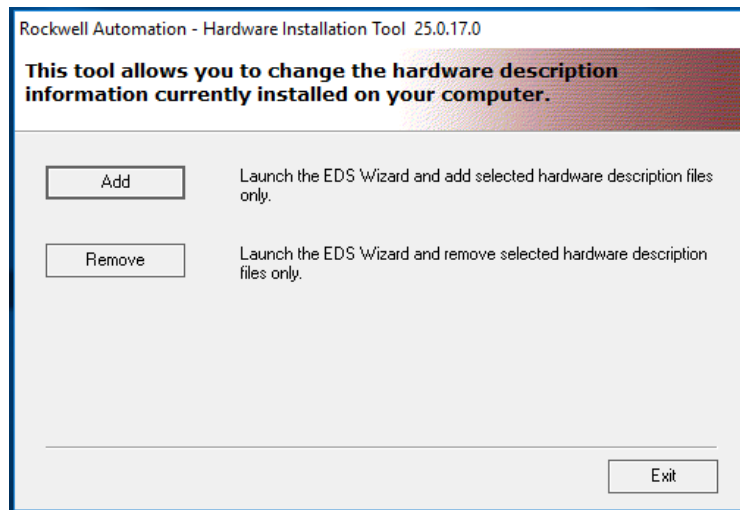 Rockwell Automation - Hardware Installation Tool 25.0.17.0
This tool allows you to change the hardware description
information currently installed on your computer.
Add
Launch the EDS Wizard and add selected hardware description files
only.
Remove
Launch the EDS Wizard and remove selected hardware description
files only.
Exit